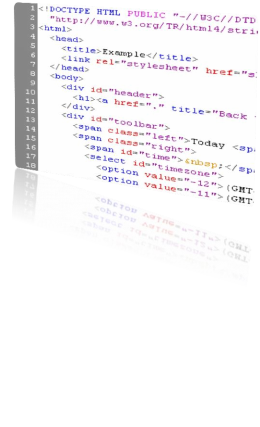 1 <!DOCTYPE HTML PUBLIC "-//W3C//DTD
2 "http://www.w3.org/TR/html4/stric
3 <html>
4 <head>
5 <title>Example</title>
6 <link rel="stylesheet" href="s
7 </head>
8 <body>
9 <div id="header">
10 <h1><a href="." title="Back
11 </div>
12 <div id="toolbar">
13 <span class="left">Today <sp
14 <span class="right">
15 <span id="time">&nbsp;</sp
16 <select id="timezone">
17 <option value="-12">(GMT
18 <option value="-11">(GMT